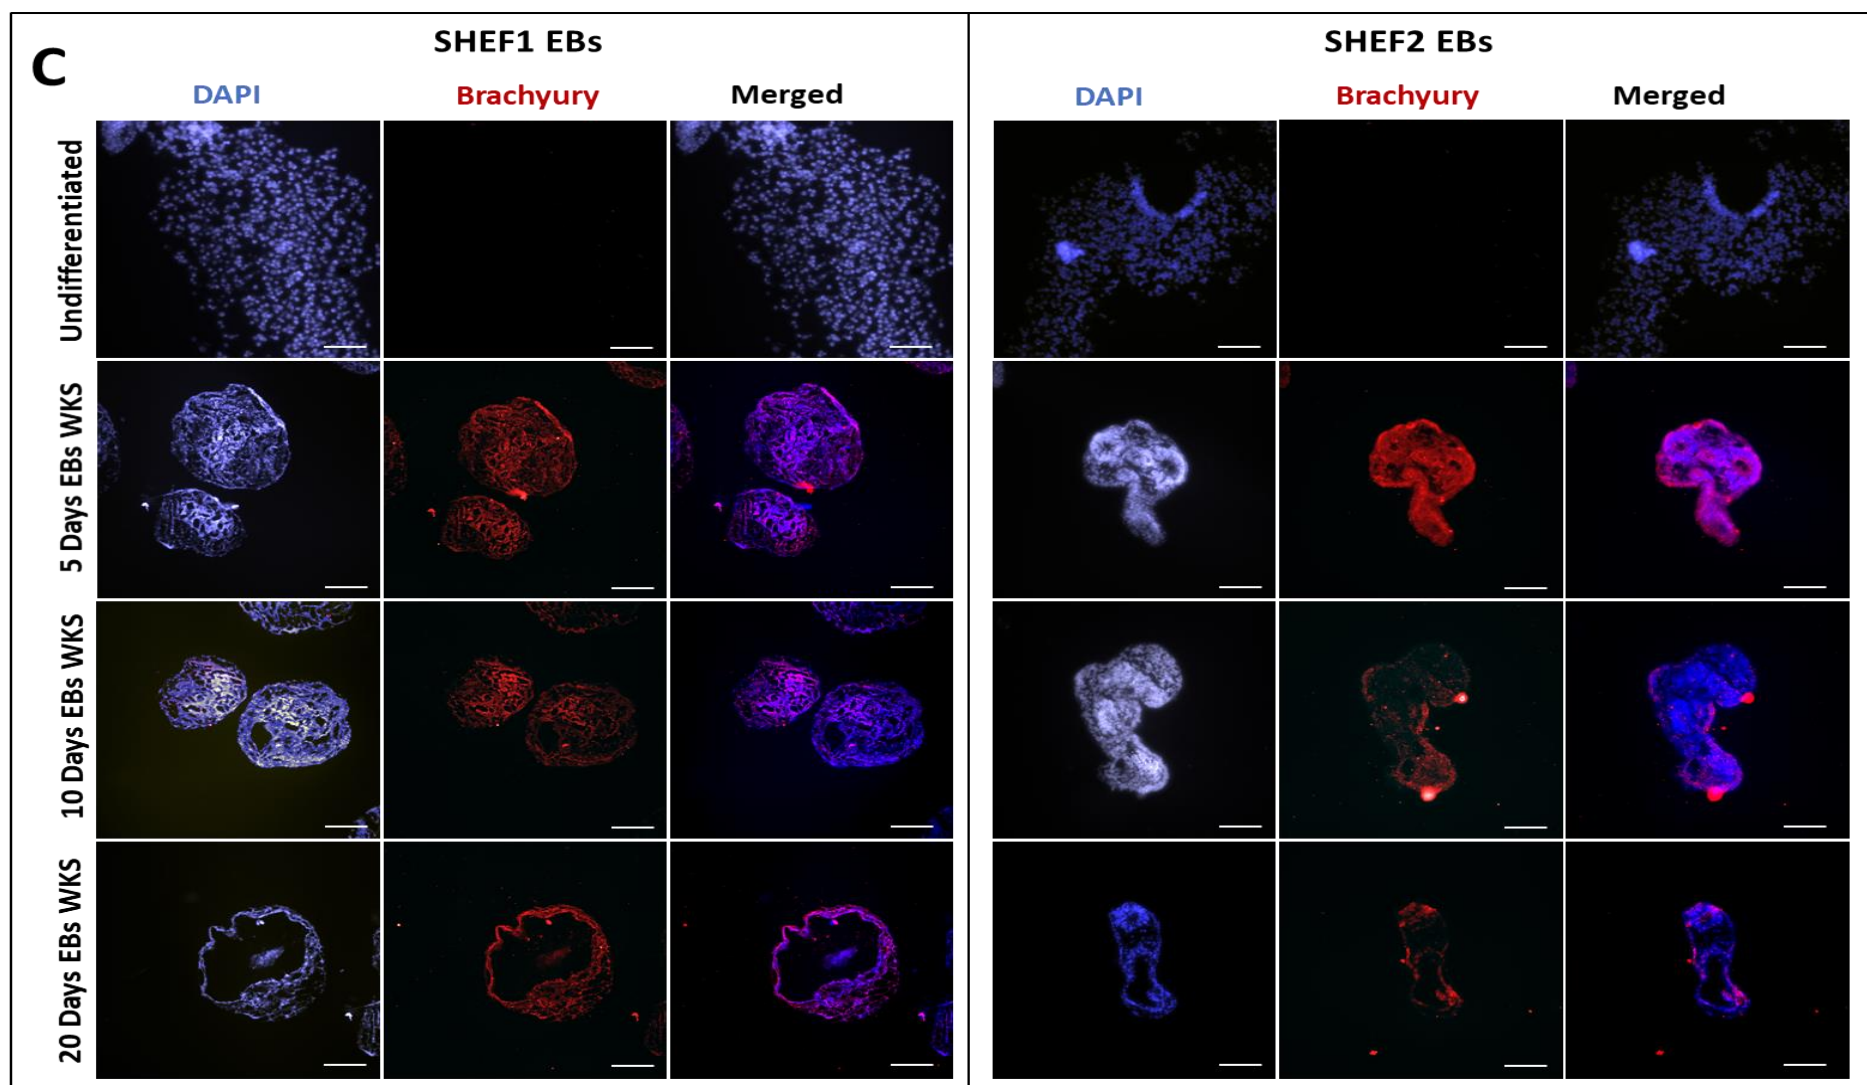 C
SHEF1 EBs
SHEF2 EBs
DAPI
Brachyury
Merged
DAPI
Brachyury
Merged
Undifferentiated
5 Days EBs WKS
10 Days EBs WKS
20 Days EBs WKS